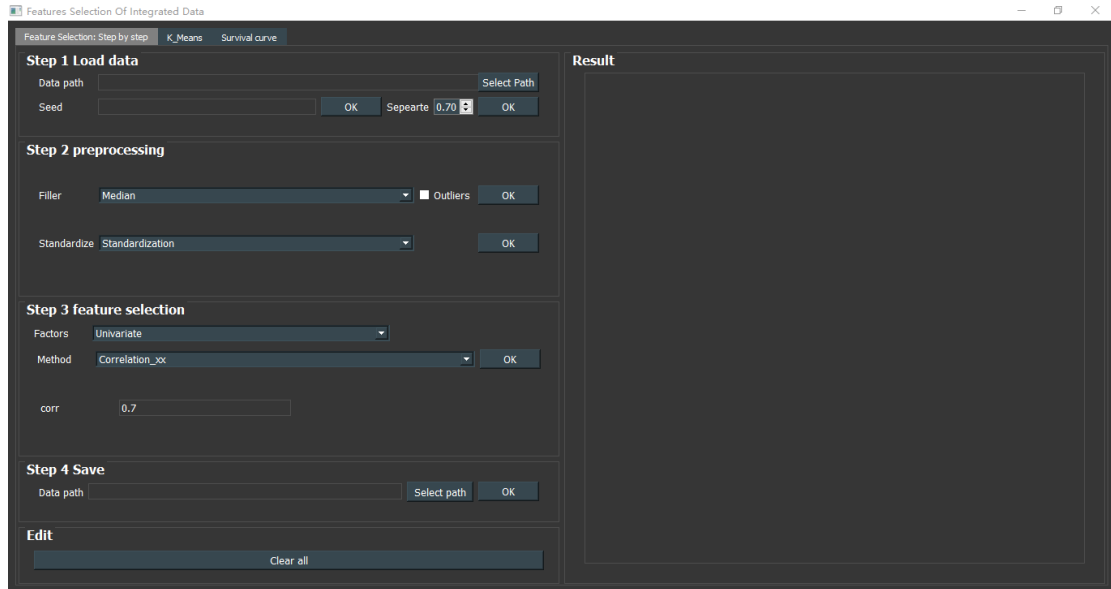 Features Selection Of Integrated Data
Feature Selection: Step by step K_Means Survival curve
Step 1 Load data
Data path Select Path
Seed OK Sepearte 0.70 OK
Step 2 preprocessing
Filler Median Outliers OK
Standardize Standardization OK
Step 3 feature selection
Factors Univariate
Method Correlation_xx OK
corr 0.7
Step 4 Save
Data path Select path OK
Edit
Clear all
Result